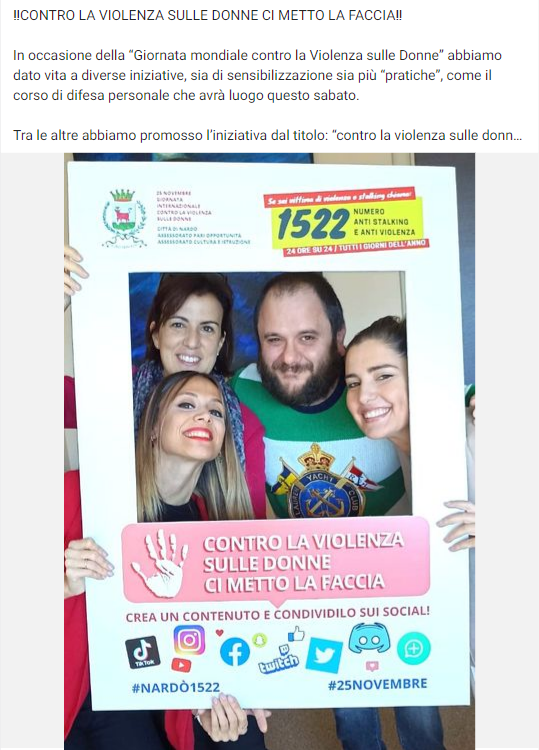 ‼CONTRO LA VIOLENZA SULLE DONNE CI METTO LA FACCIA‼
In occasione della “Giornata mondiale contro la Violenza sulle Donne” abbiamo
dato vita a diverse iniziative, sia di sensibilizzazione sia più “pratiche”, come il
corso di difesa personale che avrà luogo questo sabato.
Tra le altre abbiamo promosso l’iniziativa dal titolo: “contro la violenza sulle donn...
25 NOVEMBRE
GIORNATA
INTERNAZIONALE
CONTRO LA VIOLENZA
SULLE DONNE
CITTÀ DI NARDÒ
ASSESSORATO PARI OPPORTUNITÀ
ASSESSORATO CULTURA E ISTRUZIONE
Se sei vittima di violenza o stalking chiama:
1522
NUMERO
ANTI STALKING
E ANTI VIOLENZA
24 ORE SU 24 / TUTTI I GIORNI DELL'ANNO
YACHT
CLUB
CONTRO LA VIOLENZA
SULLE DONNE
CI METTO LA FACCIA
CREA UN CONTENUTO E CONDIVIDILO SUI SOCIAL!
TikTok
twitch
#NARDÒ1522
#25NOVEMBRE